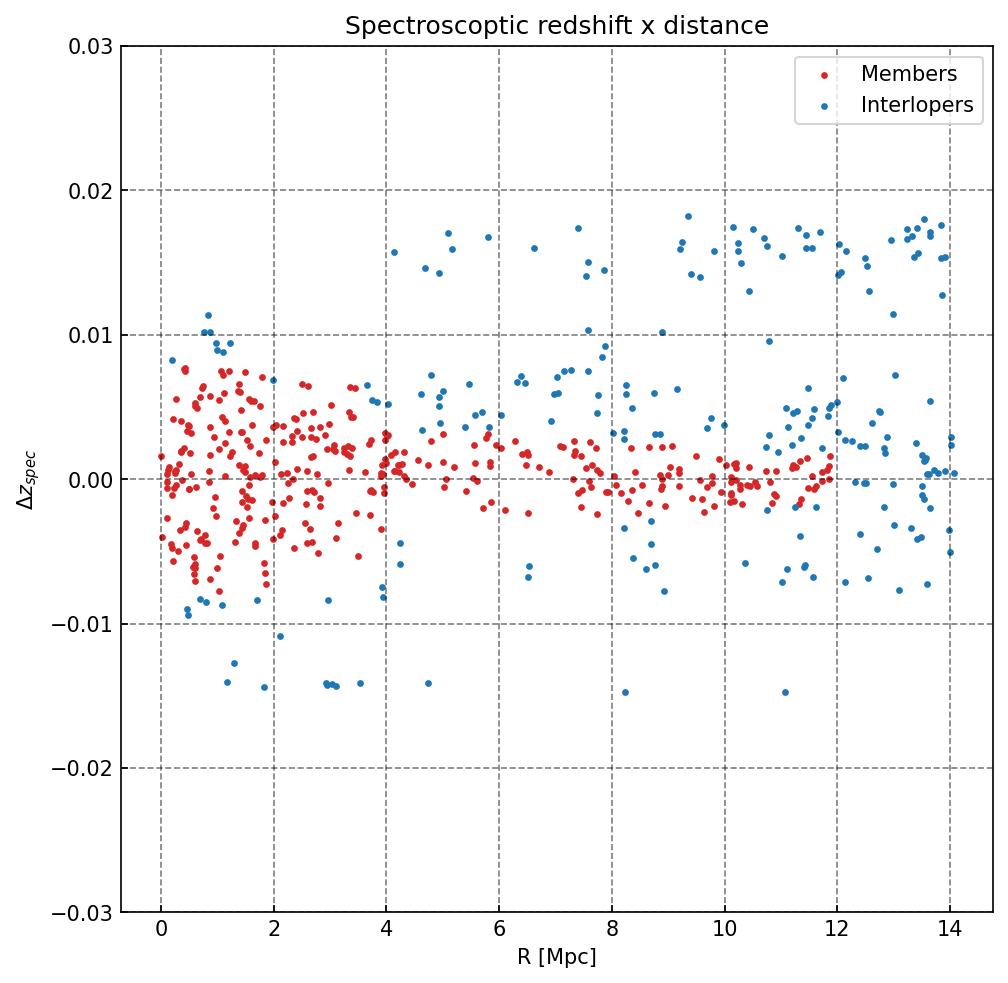 Spectroscoptic redshift x distance
0.03
0.02
0.01
0.00
−0.01
−0.02
−0.03
Δz_spec
Members
Interlopers
0 2 4 6 8 10 12 14
R [Mpc]